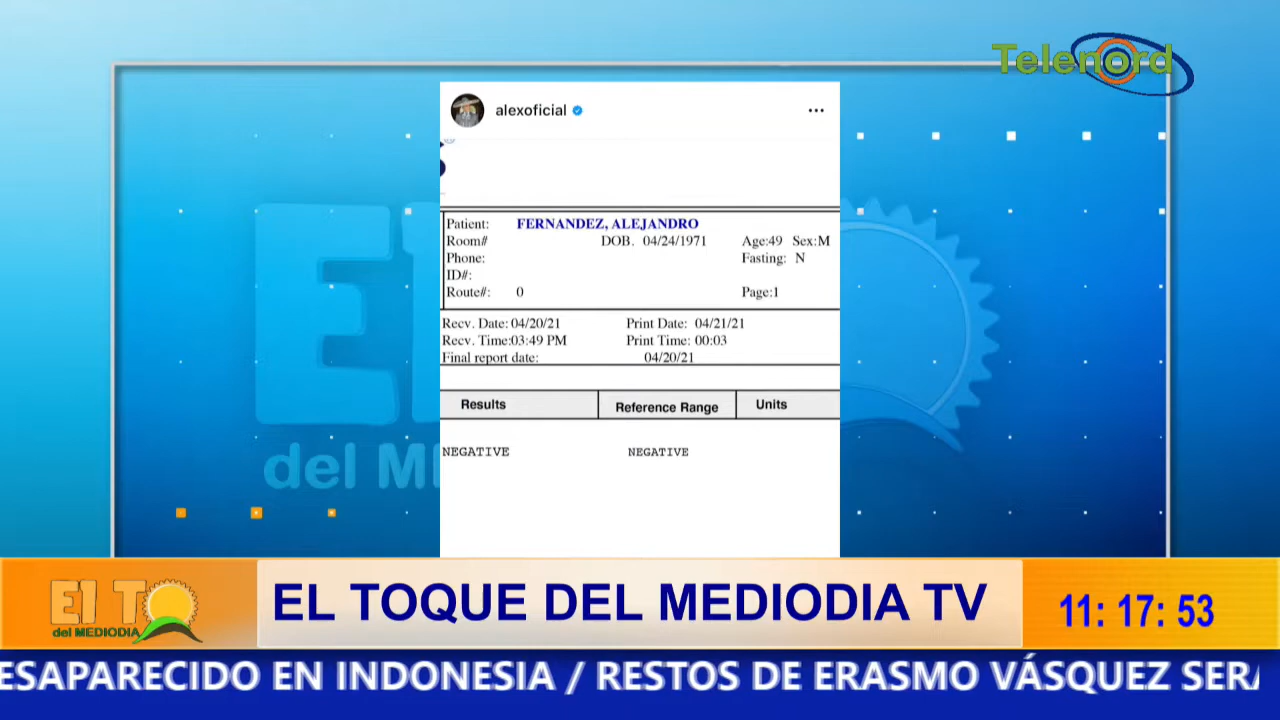 Telenord
alexoficial
Patient: FERNANDEZ, ALEJANDRO
Room# DOB. 04/24/1971 Age:49 Sex:M
Phone: Fasting: N
ID#:
Route#: 0 Page:1
Recv. Date: 04/20/21 Print Date: 04/21/21
Recv. Time:03:49 PM Print Time: 00:03
Final report date: 04/20/21
Results Reference Range Units
NEGATIVE NEGATIVE
del M
El T
del MEDIODIA
EL TOQUE DEL MEDIODIA TV
11: 17: 53
ESAPARECIDO EN INDONESIA / RESTOS DE ERASMO VÁSQUEZ SERA